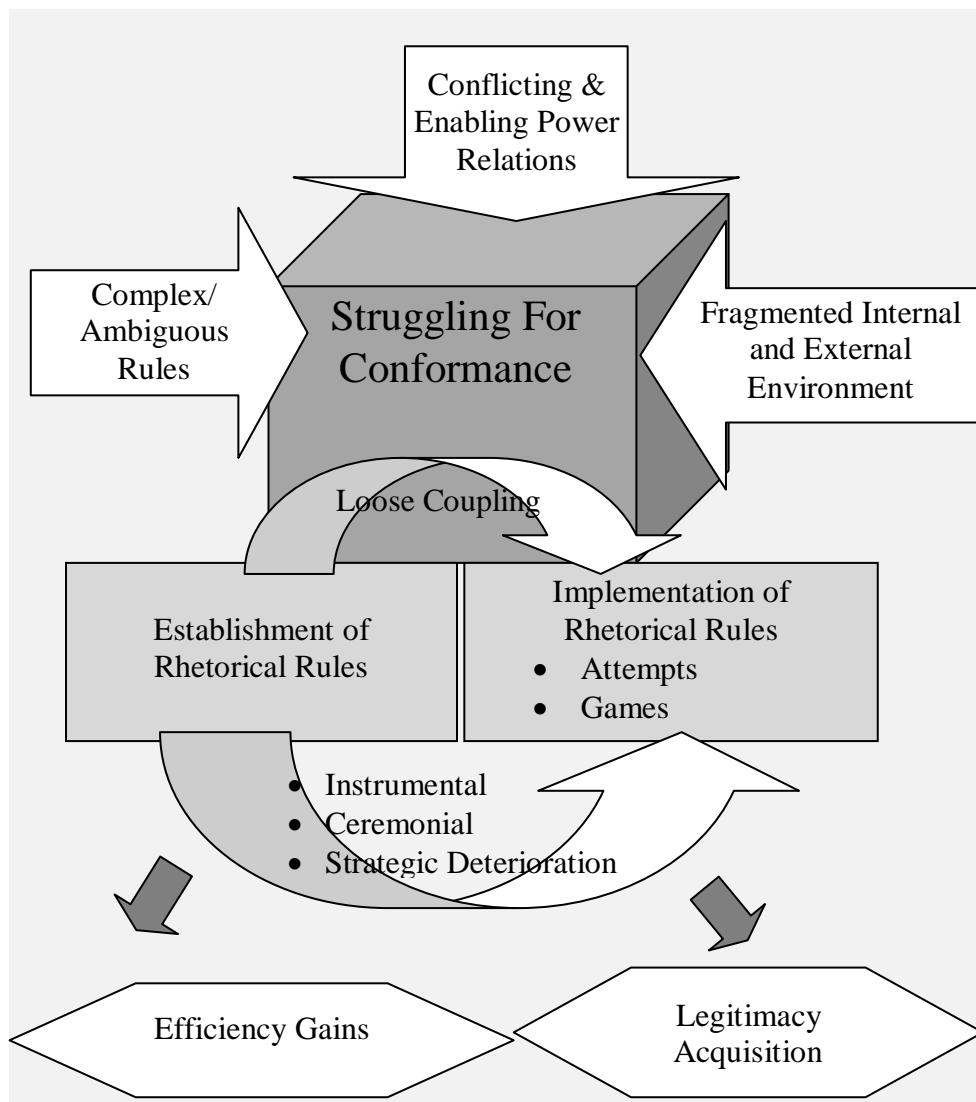 Conflicting &
Enabling Power
Relations
Complex/
Ambiguous
Rules
Struggling For
Conformance
Fragmented Internal
and External
Environment
Loose Coupling
Establishment of
Rhetorical Rules
Implementation of
Rhetorical Rules
• Attempts
• Games
• Instrumental
• Ceremonial
• Strategic Deterioration
Efficiency Gains
Legitimacy
Acquisition